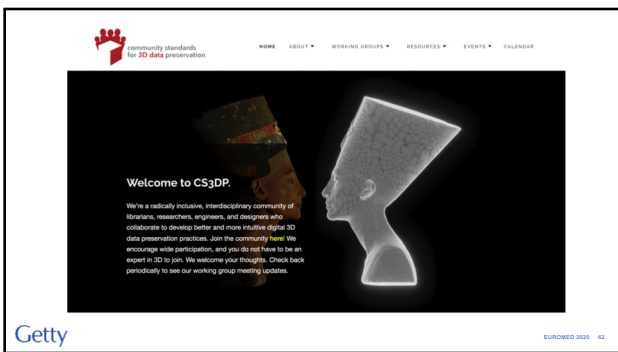 community standards
for 3D data preservation
HOME ABOUT WORKING GROUPS RESOURCES EVENTS CALENDAR
Welcome to CS3DP.
We're a radically inclusive, interdisciplinary community of
librarians, researchers, engineers, and designers who
collaborate to develop better and more intuitive digital 3D
data preservation practices. Join the community here! We
encourage wide participation, and you do not have to be an
expert in 3D to join. We welcome your thoughts. Check back
periodically to see our working group meeting updates.
Getty
EUROMED 2020 62